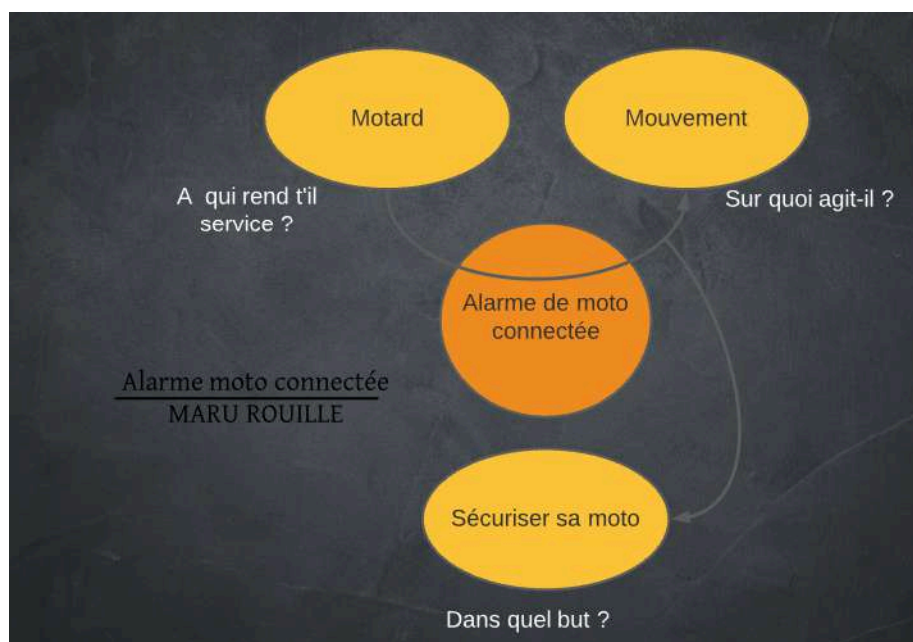 Motard
Mouvement
A qui rend t'il
service ?
Sur quoi agit-il ?
Alarme de moto
connectée
Alarme moto connectée
MARU ROUILLE
Sécuriser sa moto
Dans quel but ?